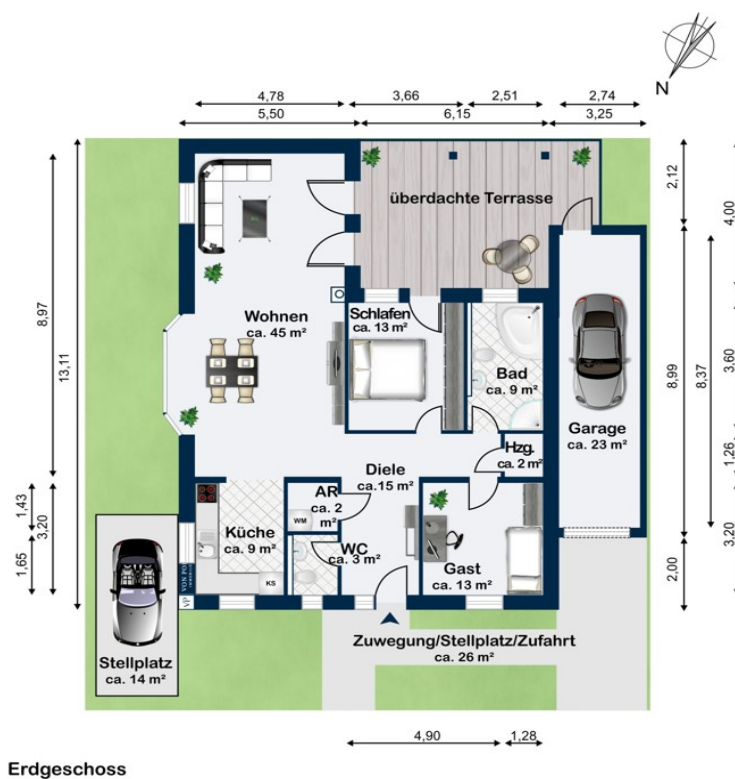 N
4,78
3,66
2,51
2,74
5,50
6,15
3,25
überdachte Terrasse
2,12
4,00
8,97
13,11
Wohnen
ca. 45 m²
Schlafen
ca. 13 m²
Bad
ca. 9 m²
8,99
8,37
3,60
Garage
ca. 23 m²
Hzg.
ca. 2 m²
1,26
Diele
ca.15 m²
AR
ca. 2
m²
WM
1,43
3,20
1,65
Küche
ca. 9 m²
KS
WC
ca. 3 m²
Gast
ca. 13 m²
3,20
2,00
VP
Stellplatz
ca. 14 m²
Zuwegung/Stellplatz/Zufahrt
ca. 26 m²
4,90
1,28
Erdgeschoss